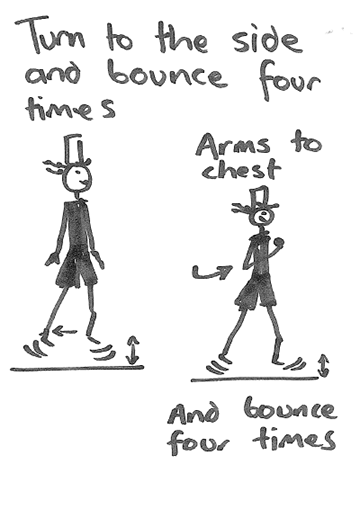 Turn to the side
and bounce four
times
Arms to
chest
And bounce
four times